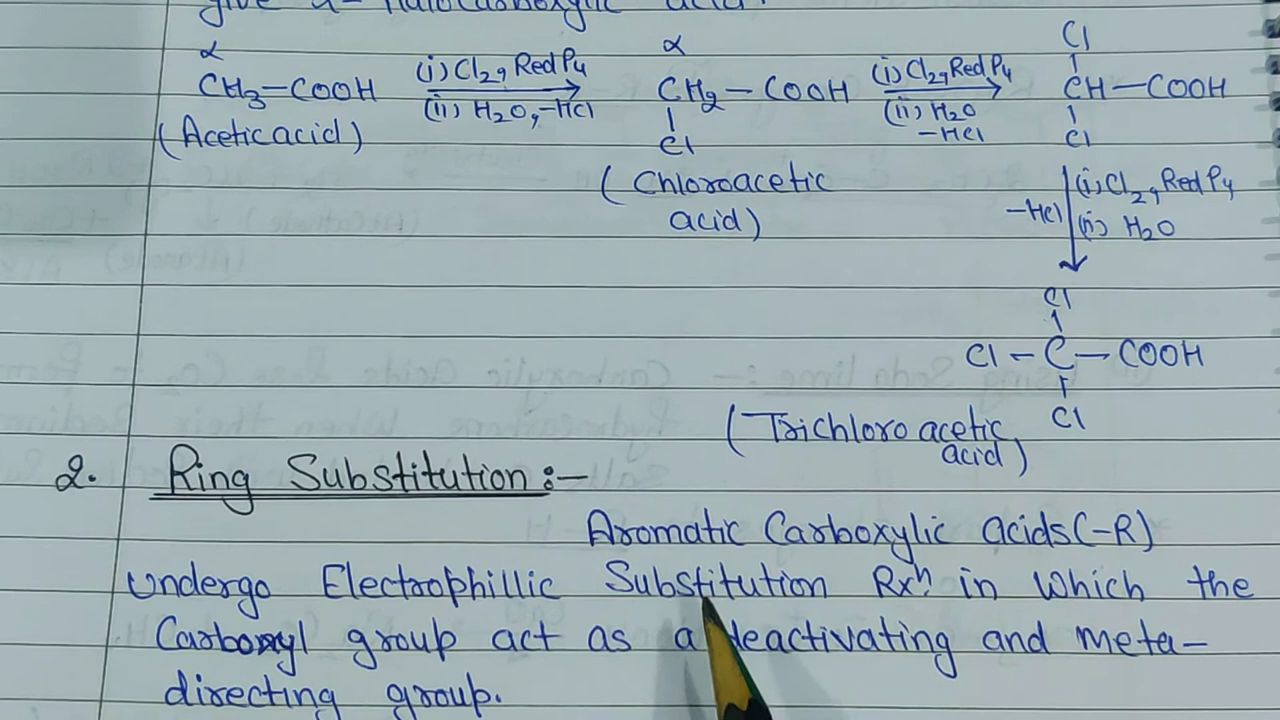 give α- halocarboxylic acid.
α α Cl
CH₃–COOH (i) Cl₂, Red P₄ CH₂ – COOH (i) Cl₂, Red P₄ CH – COOH
(ii) H₂O, –HCl (ii) H₂O
–HCl
(Acetic acid) Cl Cl
(Chloroacetic
acid)
–HCl (i) Cl₂, Red P₄
(ii) H₂O
Cl
Cl – C – COOH
Cl
(Trichloro acetic
acid)
2. Ring Substitution :–
Aromatic Carboxylic acids (–R)
Undergo Electrophillic Substitution Rxⁿ. in Which the
Carboxyl group act as a deactivating and meta–
directing group.